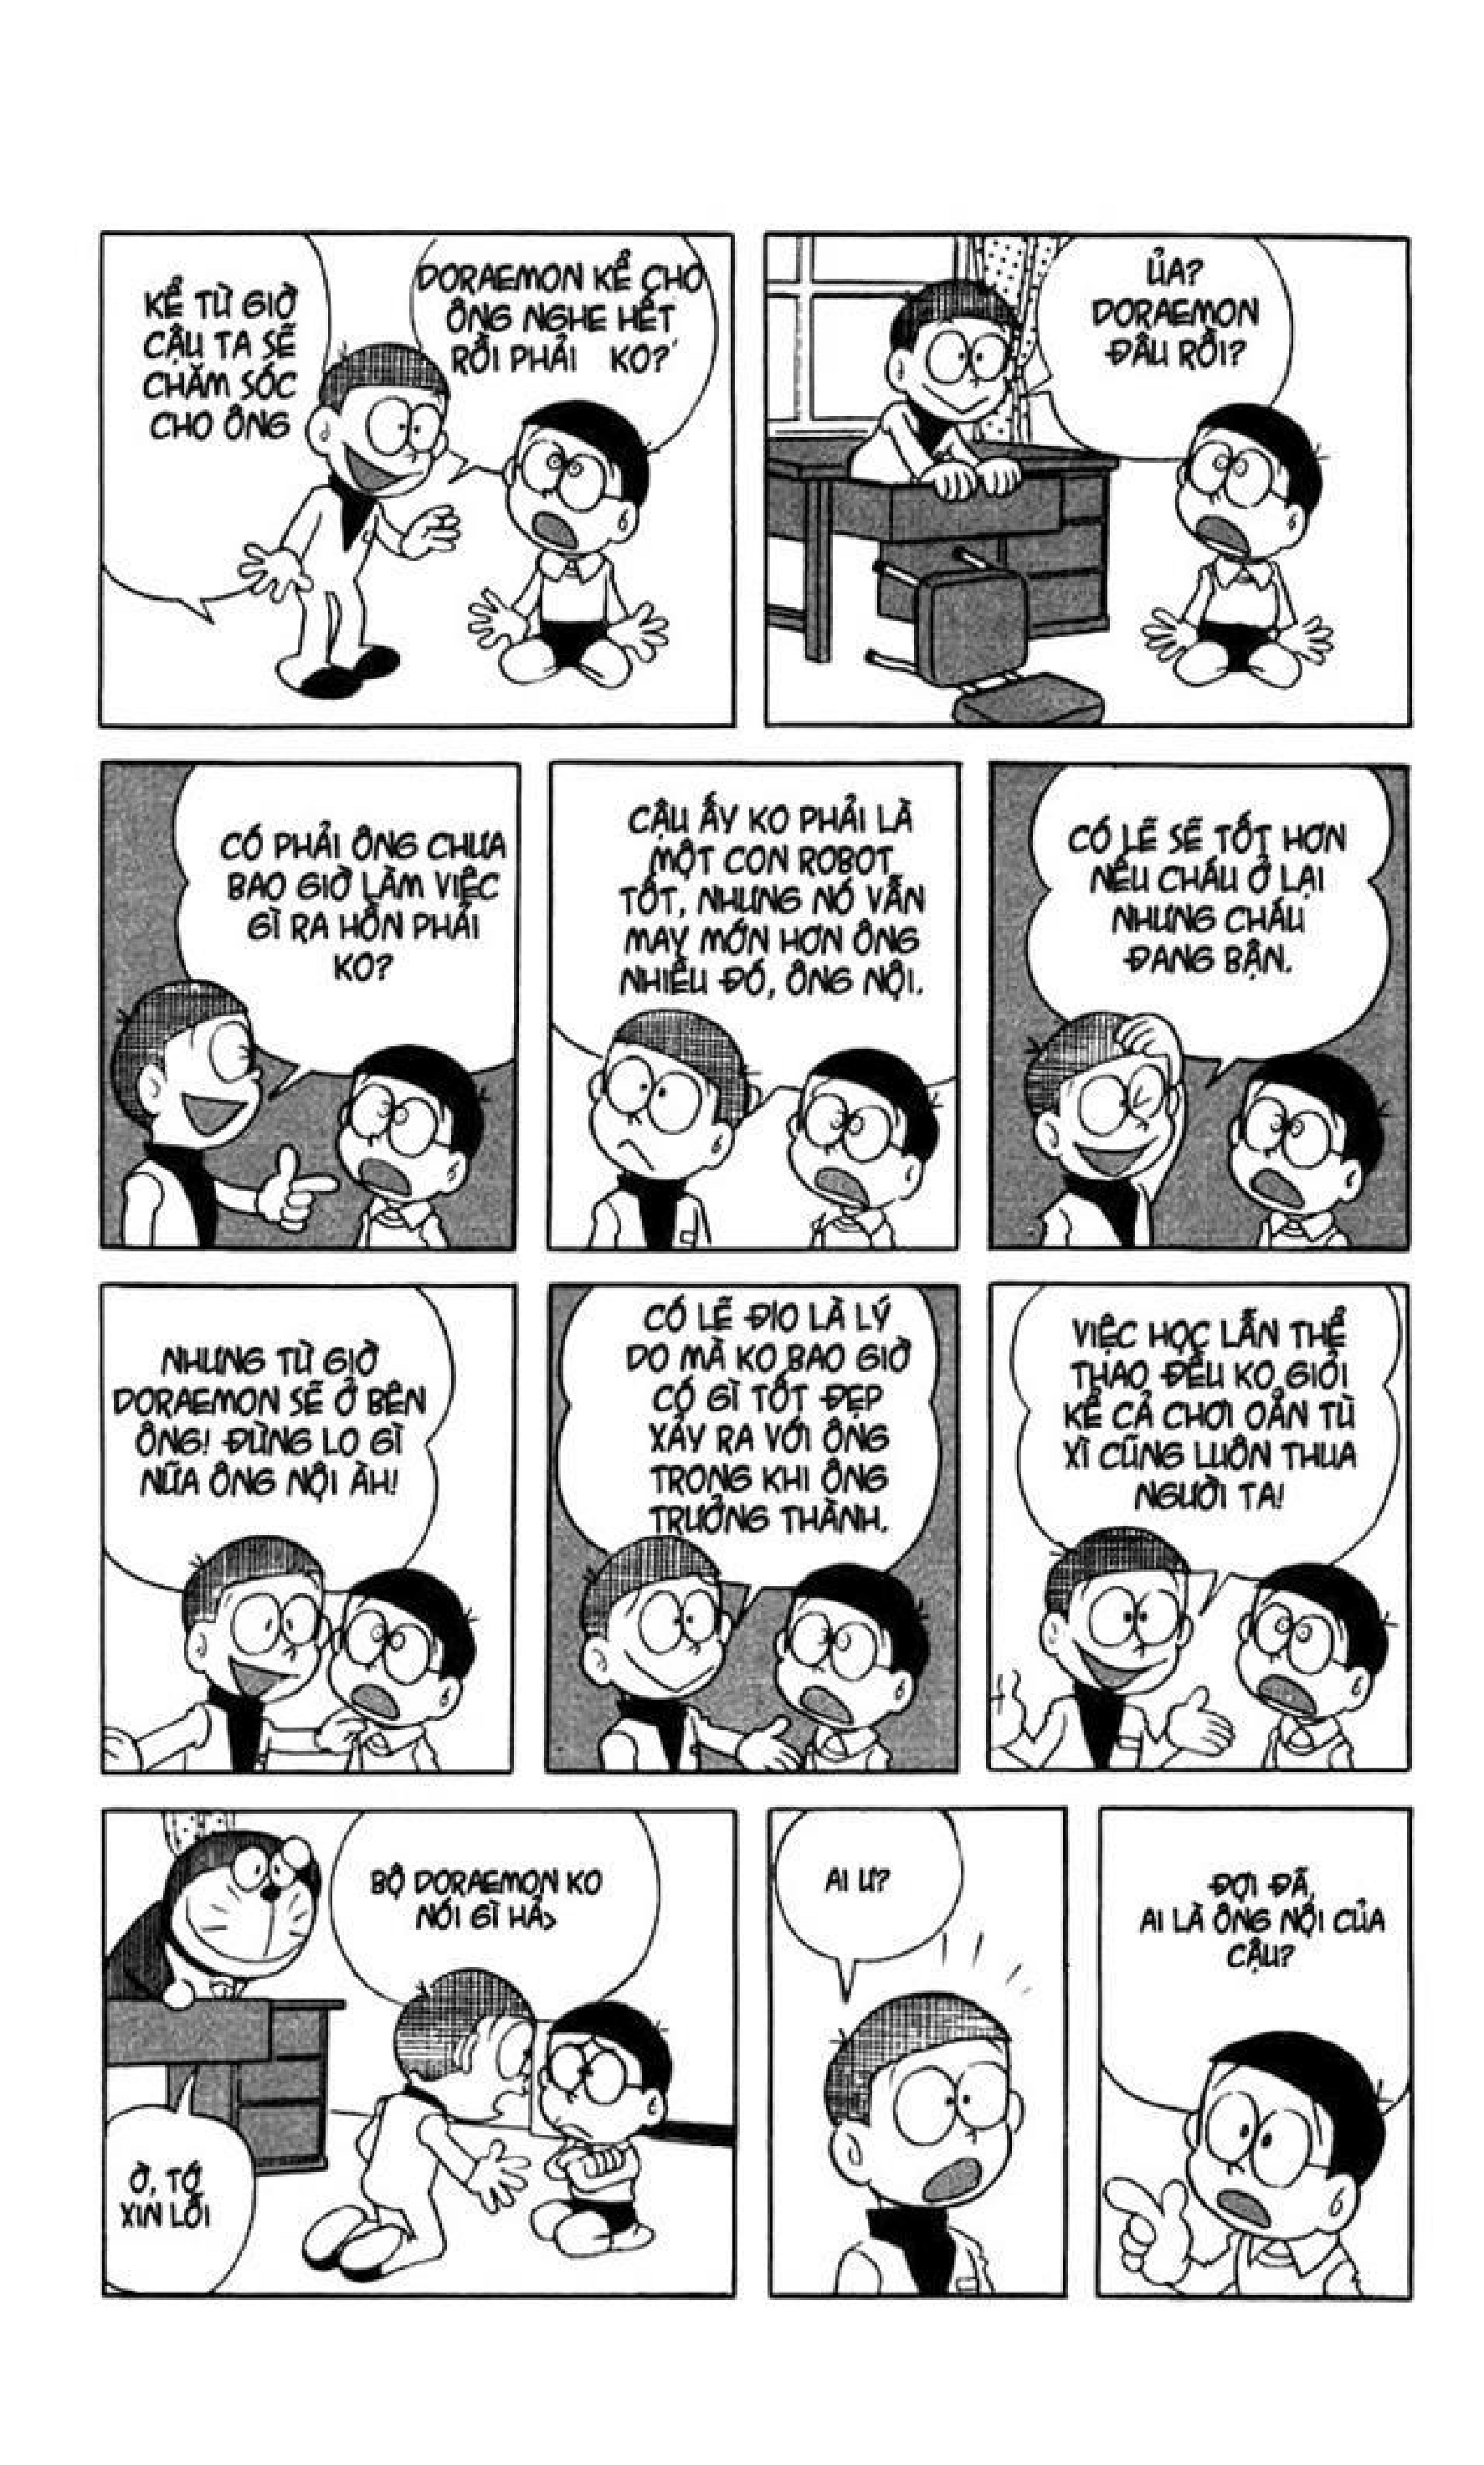 ỦA?
DORAEMON
ĐÂU RỒI?
DORAEMON KỂ CHO
ÔNG NGHE HẾT
RỒI PHẢI KO?
KỂ TỪ GIỜ
CẬU TA SẼ
CHĂM SÓC
CHO ÔNG
CÓ LẼ SẼ TỐT HƠN
NẾU CHÁU Ở LẠI
NHƯNG CHÁU
ĐANG BẬN.
CẬU ẤY KO PHẢI LÀ
MỘT CON ROBOT
TỐT, NHƯNG NÓ VẪN
MAY MỚN HƠN ÔNG
NHIỀU ĐÓ, ÔNG NỘI.
CÓ PHẢI ÔNG CHƯA
BAO GIỜ LÀM VIỆC
GÌ RA HỒN PHẢI
KO?
VIỆC HỌC LẪN THỂ
THAO ĐỀU KO GIỎI
KỂ CẢ CHƠI OẲN TÙ
XÌ CŨNG LUÔN THUA
NGƯỜI TA!
CÓ LẼ ĐIO LÀ LÝ
DO MÀ KO BAO GIỜ
CÓ GÌ TỐT ĐẸP
XẢY RA VỚI ÔNG
TRONG KHI ÔNG
TRƯỞNG THÀNH.
NHƯNG TỪ GIỜ
DORAEMON SẼ Ở BÊN
ÔNG! ĐỪNG LO GÌ
NỮA ÔNG NỘI ÀH!
ĐỢI ĐÃ,
AI LÀ ÔNG NỘI CỦA
CẬU?
AI Ư?
BỘ DORAEMON KO
NÓI GÌ HẢ>
Ờ, TỚ
XIN LỖI